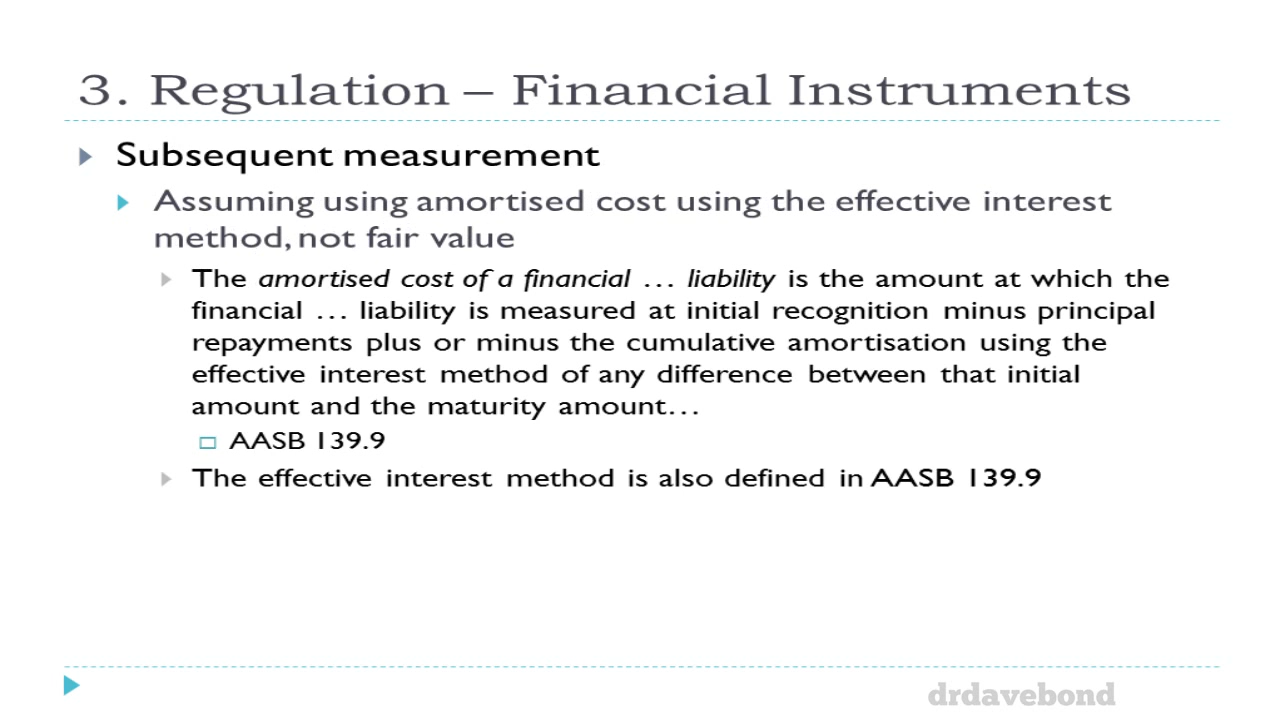 3. Regulation – Financial Instruments
Subsequent measurement
Assuming using amortised cost using the effective interest
method, not fair value
The amortised cost of a financial … liability is the amount at which the
financial … liability is measured at initial recognition minus principal
repayments plus or minus the cumulative amortisation using the
effective interest method of any difference between that initial
amount and the maturity amount…
AASB 139.9
The effective interest method is also defined in AASB 139.9
drdavebond